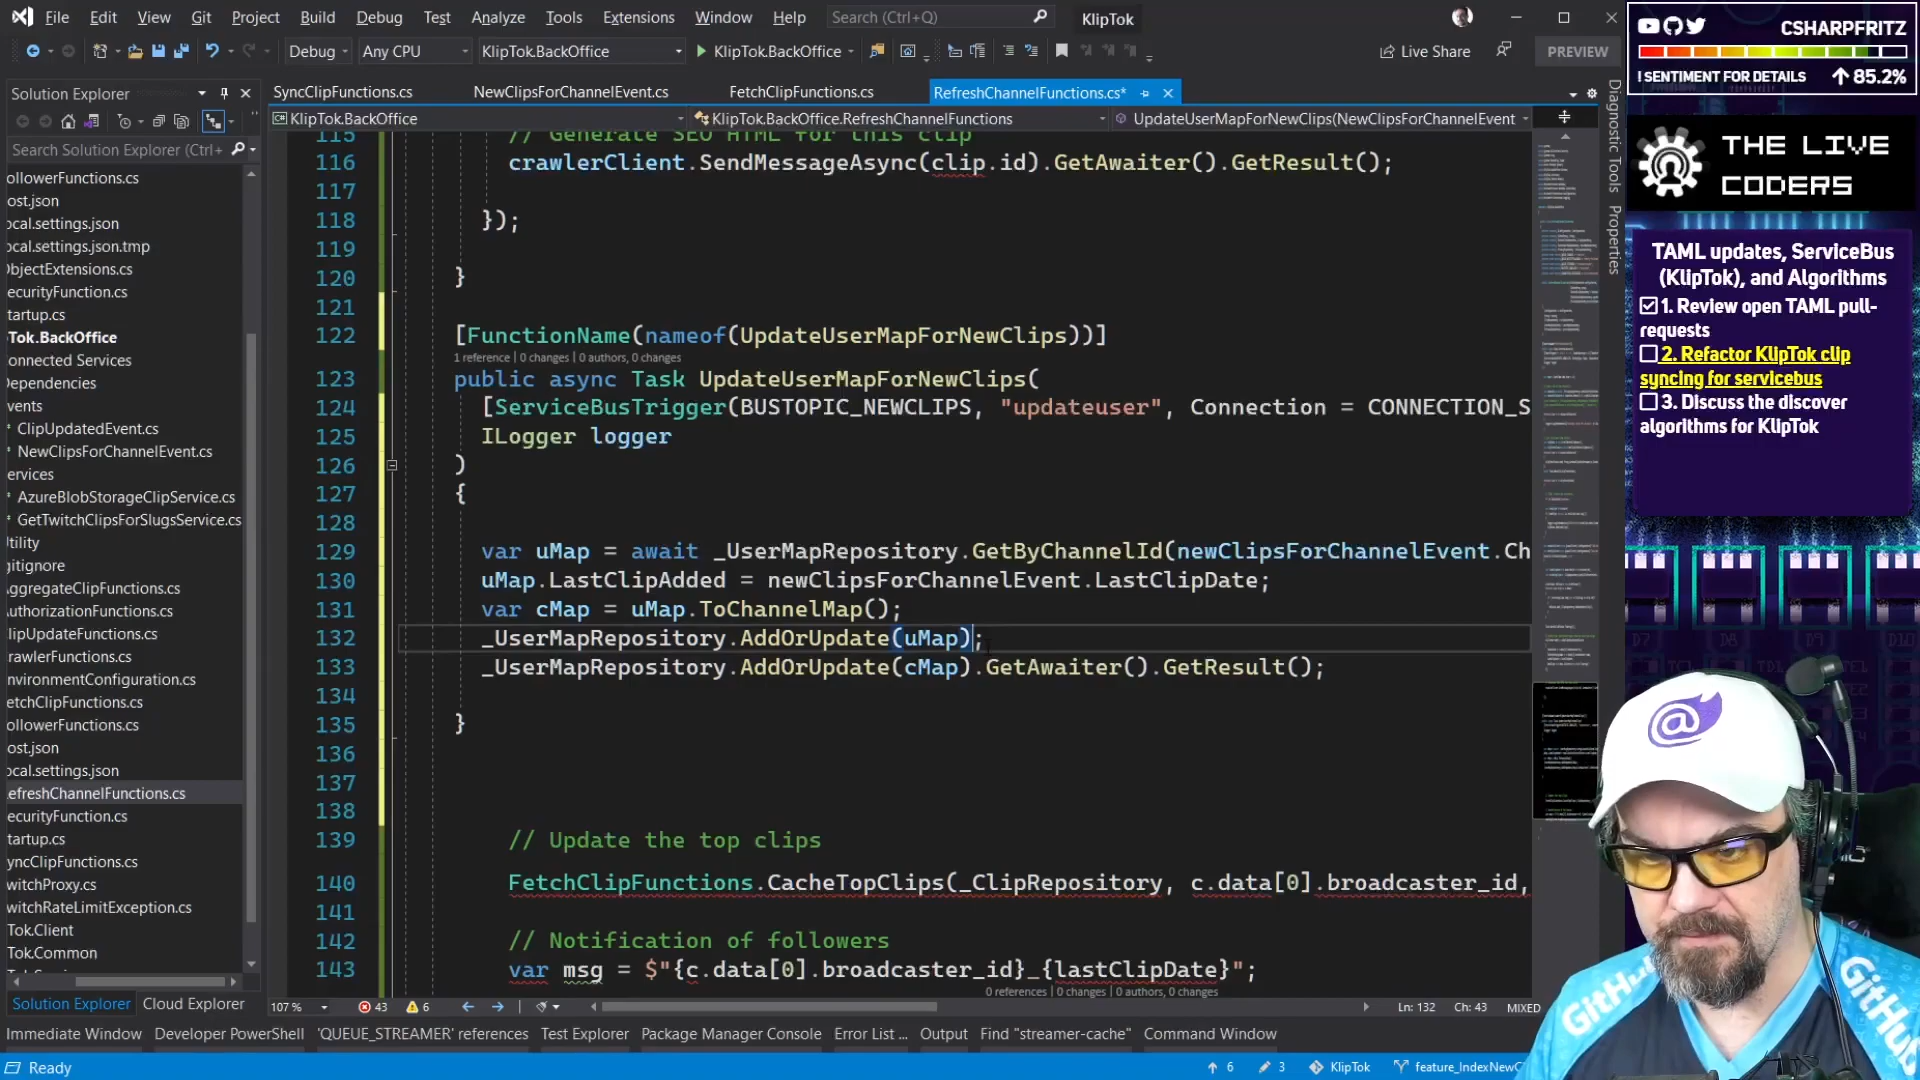 File Edit View Git Project Build Debug Test Analyze Tools Extensions Window Help Search (Ctrl+Q) KlipTok
Debug Any CPU KlipTok.BackOffice KlipTok.BackOffice Live Share PREVIEW
Solution Explorer
SyncClipFunctions.cs NewClipsForChannelEvent.cs FetchClipFunctions.cs RefreshChannelFunctions.cs*
KlipTok.BackOffice KlipTok.BackOffice.RefreshChannelFunctions UpdateUserMapForNewClips(NewClipsForChannelEvent
Search Solution Explorer (Ctrl+
ollowerFunctions.cs
ost.json
ocal.settings.json
ocal.settings.json.tmp
ObjectExtensions.cs
ecurityFunction.cs
tartup.cs
Tok.BackOffice
onnected Services
ependencies
vents
ClipUpdatedEvent.cs
NewClipsForChannelEvent.cs
ervices
AzureBlobStorageClipService.cs
GetTwitchClipsForSlugsService.cs
tility
gitignore
AggregateClipFunctions.cs
uthorizationFunctions.cs
lipUpdateFunctions.cs
rawlerFunctions.cs
nvironmentConfiguration.cs
etchClipFunctions.cs
ollowerFunctions.cs
ost.json
ocal.settings.json
efreshChannelFunctions.cs
ecurityFunction.cs
tartup.cs
yncClipFunctions.cs
witchProxy.cs
witchRateLimitException.cs
Tok.Client
Tok.Common
Solution Explorer Cloud Explorer
115 // Generate SEO HTML for this clip
116 crawlerClient.SendMessageAsync(clip.id).GetAwaiter().GetResult();
117
118 });
119
120 }
121
122 [FunctionName(nameof(UpdateUserMapForNewClips))]
1 reference | 0 changes | 0 authors, 0 changes
123 public async Task UpdateUserMapForNewClips(
124 [ServiceBusTrigger(BUSTOPIC_NEWCLIPS, "updateuser", Connection = CONNECTION_S
125 ILogger logger
126 )
127 {
128
129 var uMap = await _UserMapRepository.GetByChannelId(newClipsForChannelEvent.Ch
130 uMap.LastClipAdded = newClipsForChannelEvent.LastClipDate;
131 var cMap = uMap.ToChannelMap();
132 _UserMapRepository.AddOrUpdate(uMap);
133 _UserMapRepository.AddOrUpdate(cMap).GetAwaiter().GetResult();
134
135 }
136
137
138
139 // Update the top clips
140 FetchClipFunctions.CacheTopClips(_ClipRepository, c.data[0].broadcaster_id,
141
142 // Notification of followers
143 var msg = $"{c.data[0].broadcaster_id}_{lastClipDate}";
0 references | 0 changes | 0 authors, 0 changes
107 % 43 6 Ln: 132 Ch: 43 MIXED
Immediate Window Developer PowerShell 'QUEUE_STREAMER' references Test Explorer Package Manager Console Error List ... Output Find "streamer-cache" Command Window
Ready 6 3 KlipTok feature_IndexNewC
Diagnostic Tools
Properties
CSHARPFRITZ
! SENTIMENT FOR DETAILS 85.2%
THE LIVE
CODERS
TAML updates, ServiceBus
(KlipTok), and Algorithms
1. Review open TAML pull-
requests
2. Refactor KlipTok clip
syncing for servicebus
3. Discuss the discover
algorithms for KlipTok
@
GitHub
GitHub